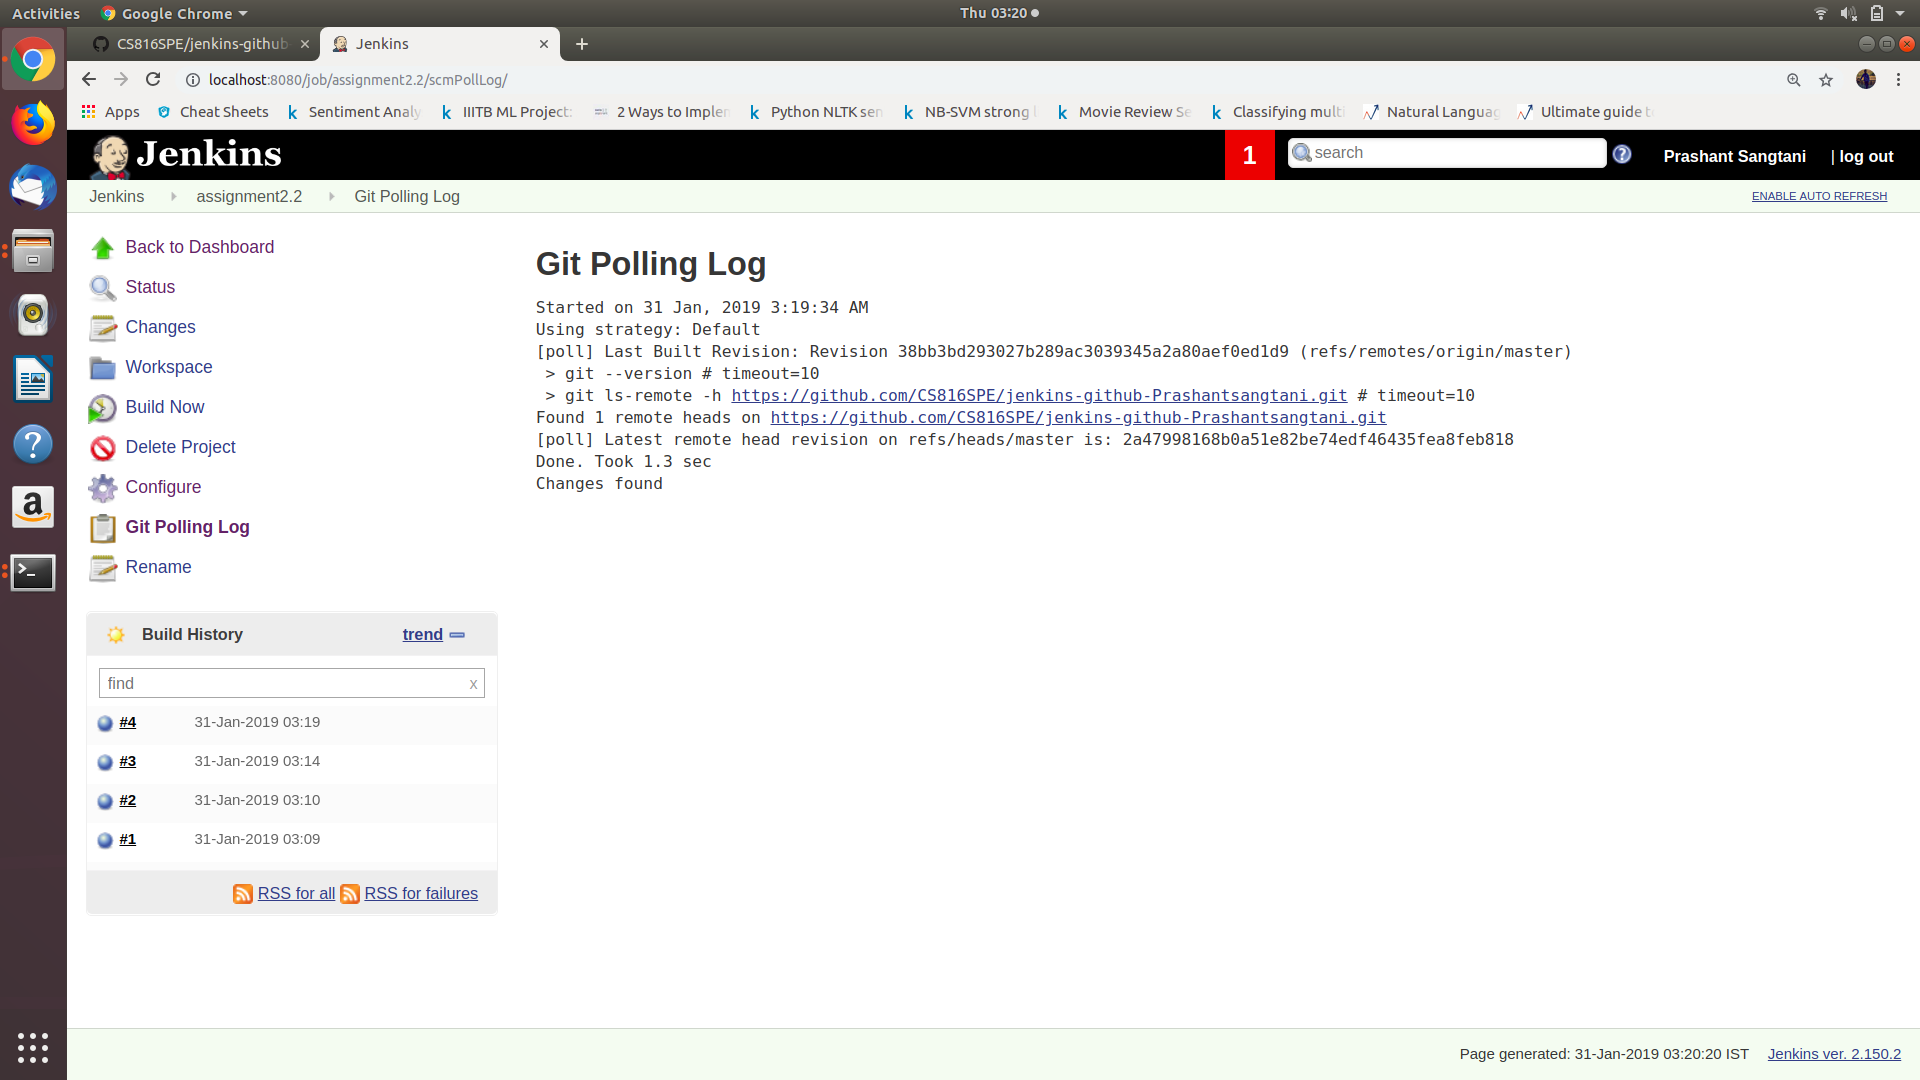 Activities Google Chrome Thu 03:20
CS816SPE/jenkins-github Jenkins
localhost:8080/job/assignment2.2/scmPollLog/
Apps Cheat Sheets Sentiment Analy IIITB ML Project: 2 Ways to Implen Python NLTK sen NB-SVM strong Movie Review Se Classifying multi Natural Languag Ultimate guide to
Jenkins 1 search Prashant Sangtani | log out
Jenkins assignment2.2 Git Polling Log ENABLE AUTO REFRESH
Back to Dashboard
Status
Changes
Workspace
Build Now
Delete Project
Configure
Git Polling Log
Rename
Build History trend
find x
#4 31-Jan-2019 03:19
#3 31-Jan-2019 03:14
#2 31-Jan-2019 03:10
#1 31-Jan-2019 03:09
RSS for all RSS for failures
Git Polling Log
Started on 31 Jan, 2019 3:19:34 AM
Using strategy: Default
[poll] Last Built Revision: Revision 38bb3bd293027b289ac3039345a2a80aef0ed1d9 (refs/remotes/origin/master)
> git --version # timeout=10
> git ls-remote -h https://github.com/CS816SPE/jenkins-github-Prashantsangtani.git # timeout=10
Found 1 remote heads on https://github.com/CS816SPE/jenkins-github-Prashantsangtani.git
[poll] Latest remote head revision on refs/heads/master is: 2a47998168b0a51e82be74edf46435fea8feb818
Done. Took 1.3 sec
Changes found
Page generated: 31-Jan-2019 03:20:20 IST Jenkins ver. 2.150.2